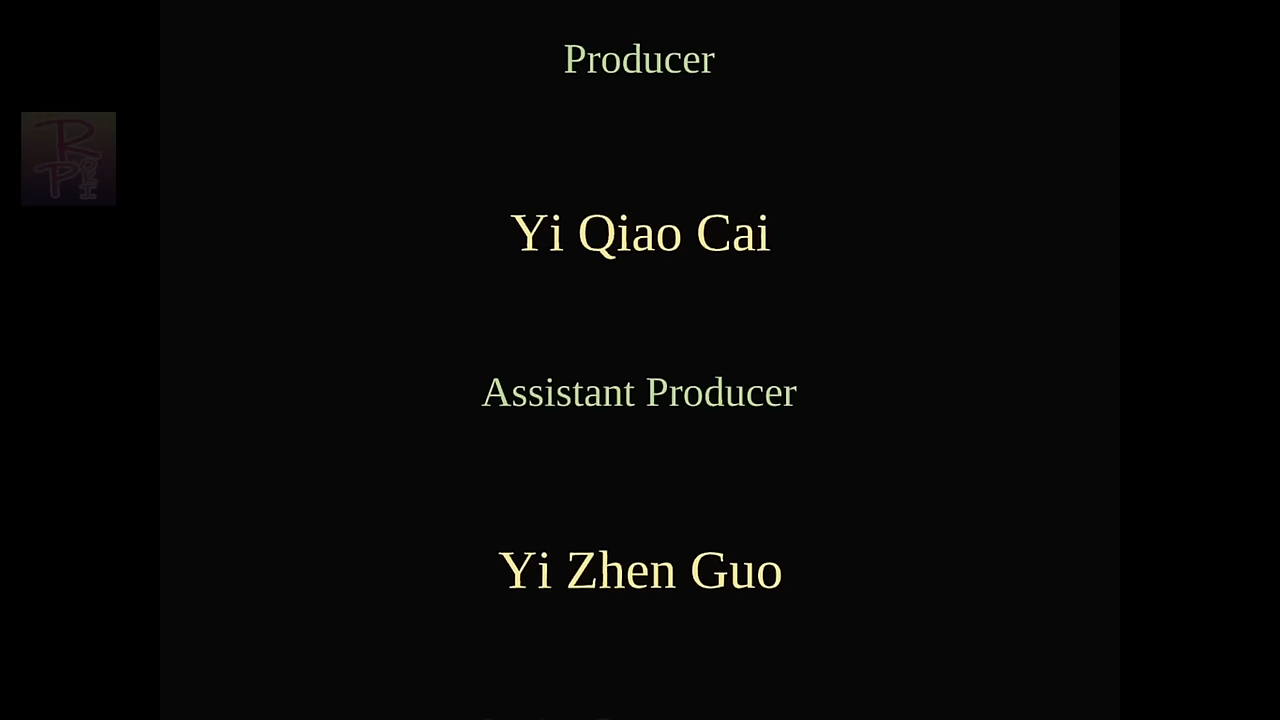 Producer
Yi Qiao Cai
Assistant Producer
Yi Zhen Guo